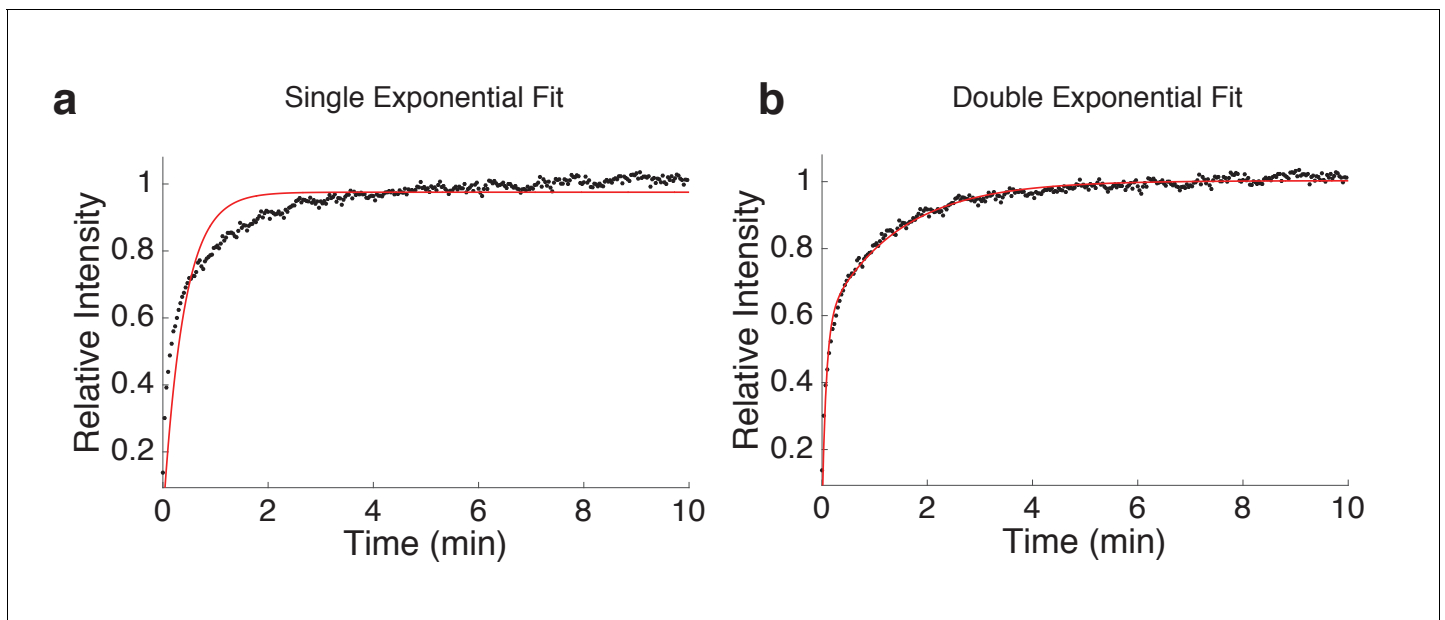 a
Single Exponential Fit
Relative Intensity
1
0.8
0.6
0.4
0.2
0 2 4 6 8 10
Time (min)
b
Double Exponential Fit
Relative Intensity
1
0.8
0.6
0.4
0.2
0 2 4 6 8 10
Time (min)